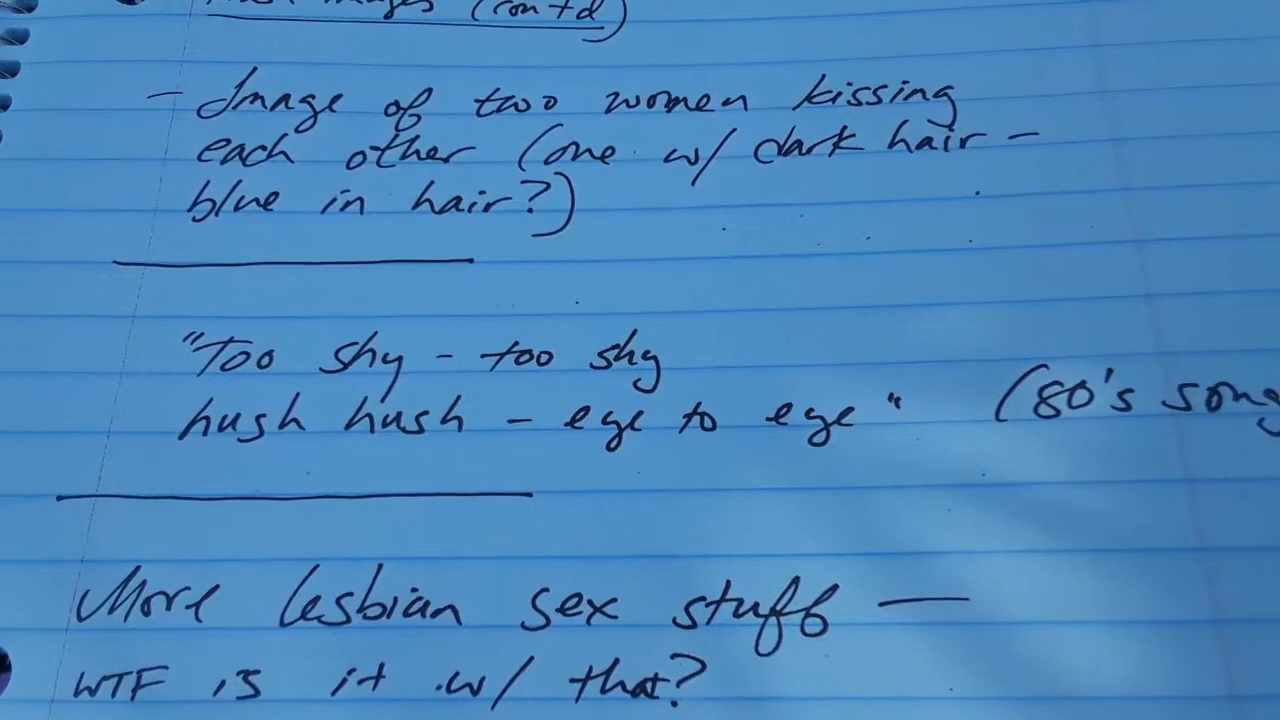 (con+d)
- Image of two women kissing
each other (one w/ dark hair -
blue in hair?)
"Too shy - too shy
hush hush - eye to eye" (80's song
More lesbian sex stuff —
WTF is it w/ that?